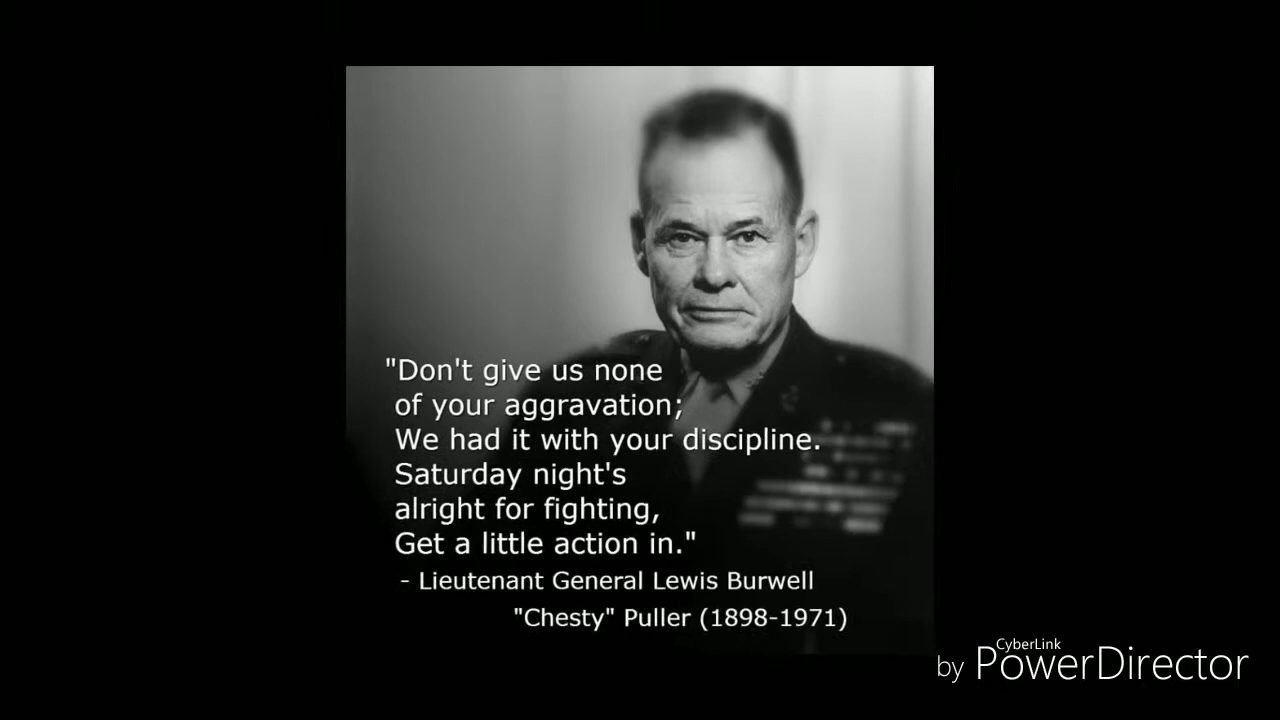 "Don't give us none
of your aggravation;
We had it with your discipline.
Saturday night's
alright for fighting,
Get a little action in."
- Lieutenant General Lewis Burwell
"Chesty" Puller (1898-1971)
CyberLink
by PowerDirector